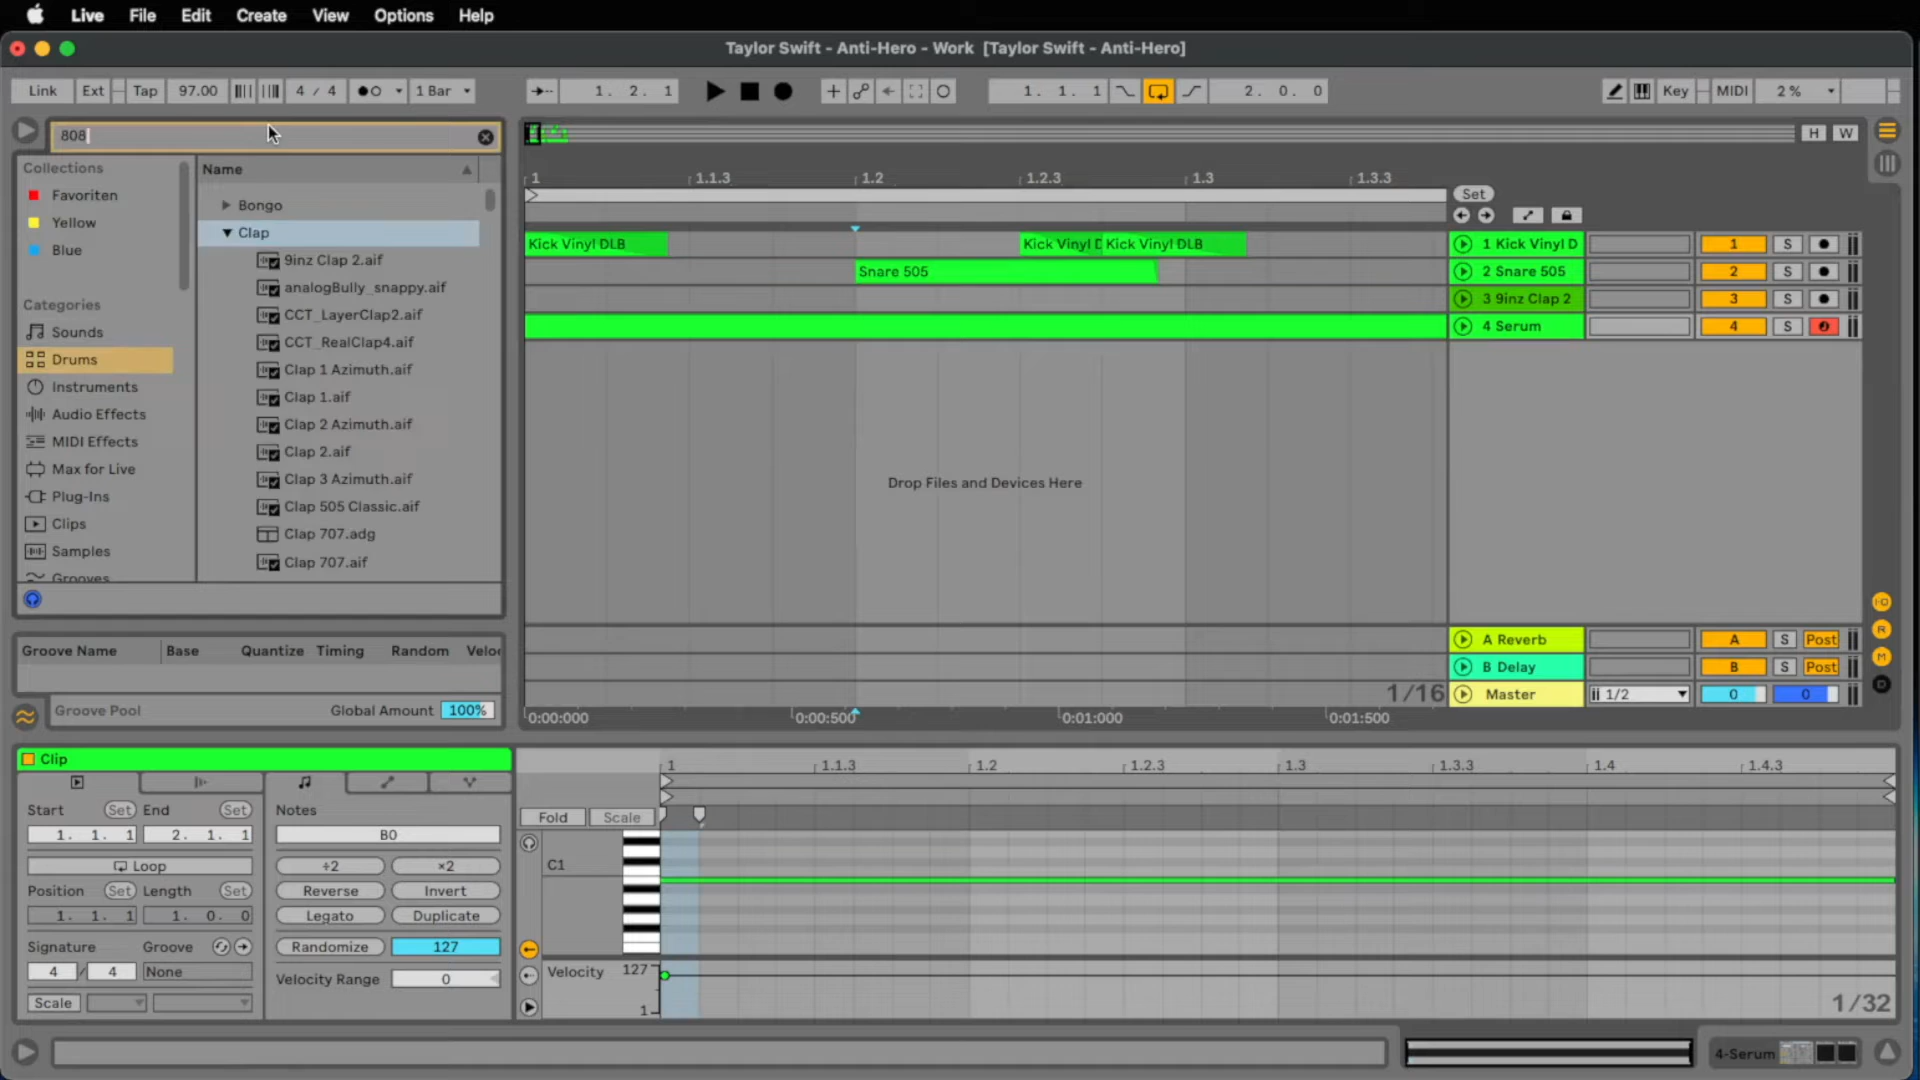 Live File Edit Create View Options Help
Taylor Swift - Anti-Hero - Work [Taylor Swift - Anti-Hero]
Link Ext Tap 97.00 4 / 4 1 Bar 1. 2. 1 1. 1. 1 2. 0. 0 Key MIDI 2 %
808
H W
Collections
Favoriten
Yellow
Blue
Categories
Sounds
Drums
Instruments
Audio Effects
MIDI Effects
Max for Live
Plug-Ins
Clips
Samples
Grooves
Name
Bongo
Clap
9inz Clap 2.aif
analogBully_snappy.aif
CCT_LayerClap2.aif
CCT_RealClap4.aif
Clap 1 Azimuth.aif
Clap 1.aif
Clap 2 Azimuth.aif
Clap 2.aif
Clap 3 Azimuth.aif
Clap 505 Classic.aif
Clap 707.adg
Clap 707.aif
1 1.1.3 1.2 1.2.3 1.3 1.3.3
Set
Kick Vinyl DLB Kick Vinyl D Kick Vinyl DLB 1 Kick Vinyl D 1 S
Snare 505 2 Snare 505 2 S
3 9inz Clap 2 3 S
4 Serum 4 S
Drop Files and Devices Here
A Reverb A S Post
B Delay B S Post
1/16 Master 1/2 0 0
0:00:000 0:00:500 0:01:000 0:01:500
R
M
D
Groove Name Base Quantize Timing Random Veloc
Groove Pool Global Amount 100%
Clip
Start Set End Set
1. 1. 1 2. 1. 1
Loop
Position Set Length Set
1. 1. 1 1. 0. 0
Signature Groove
4 / 4 None
Scale
Notes
B0
÷2 ×2
Reverse Invert
Legato Duplicate
Randomize 127
Velocity Range 0
1 1.1.3 1.2 1.2.3 1.3 1.3.3 1.4 1.4.3
Fold Scale
C1
Velocity 127
1
1/32
4-Serum